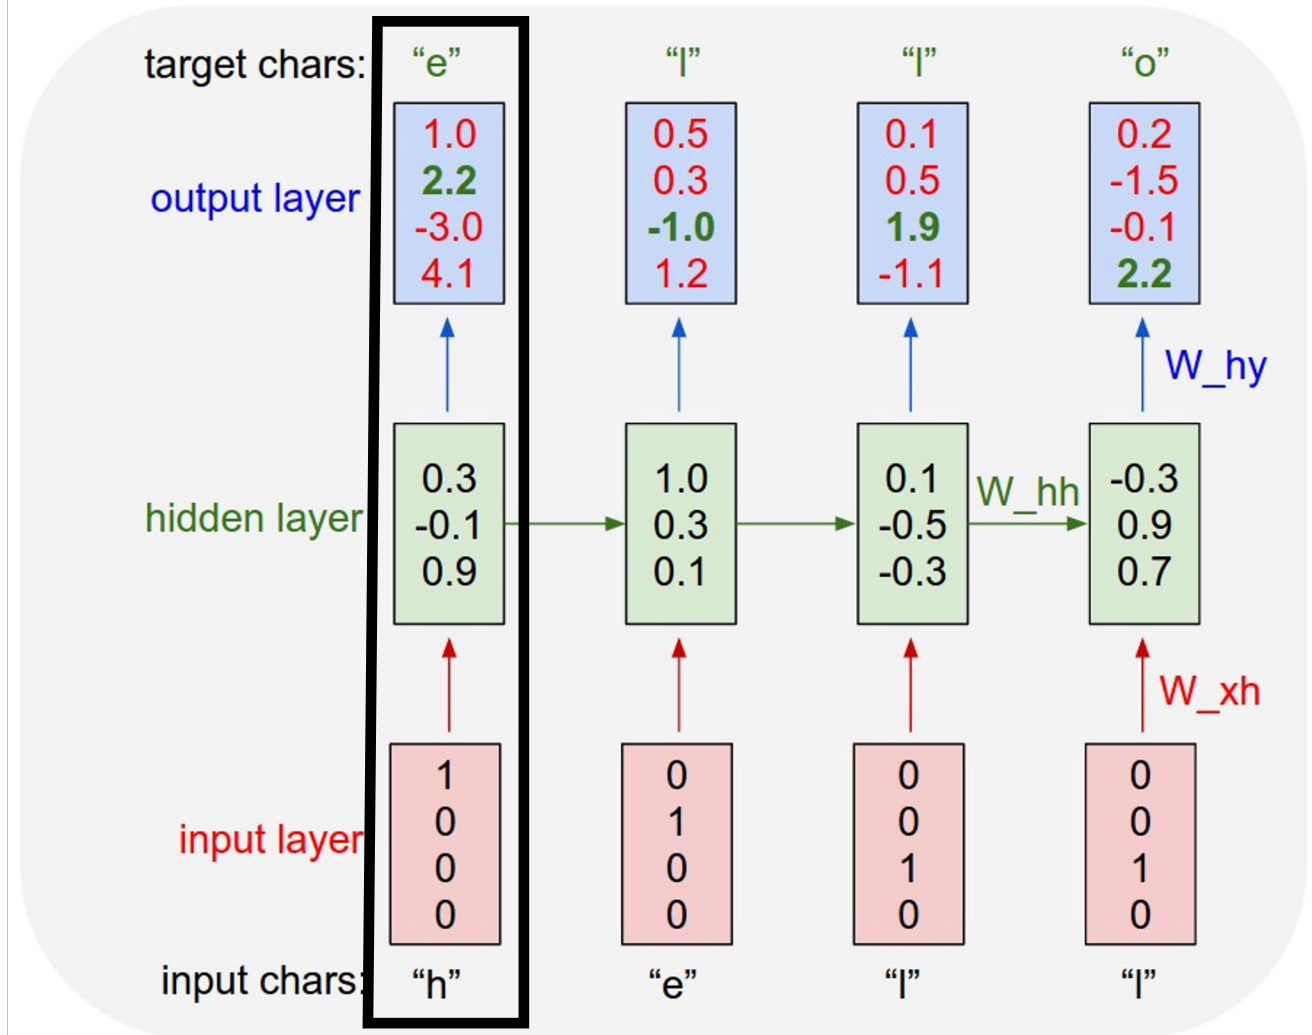 target chars: “e” “l” “l” “o”
output layer
1.0 0.5 0.1 0.2
2.2 0.3 0.5 -1.5
-3.0 -1.0 1.9 -0.1
4.1 1.2 -1.1 2.2
W_hy
hidden layer
0.3 1.0 0.1 -0.3
W_hh
-0.1 0.3 -0.5 0.9
0.9 0.1 -0.3 0.7
W_xh
input layer
1 0 0 0
0 1 0 0
0 0 1 1
0 0 0 0
input chars: “h” “e” “l” “l”